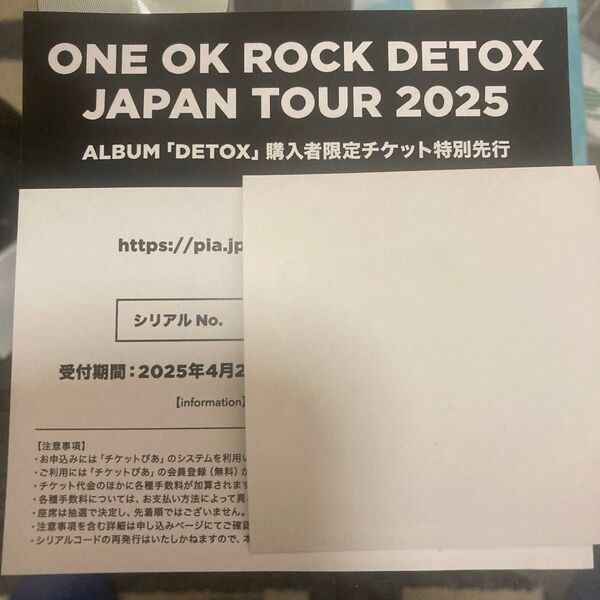 ONE OK ROCK DETOX
JAPAN TOUR 2025
ALBUM「DETOX」購入者限定チケット特別先行
https://pia.jp
シリアル No.
受付期間：2025年4月2
【information】
【注意事項】
・お申込みには「チケットぴあ」のシステムを利用い
・ご利用には「チケットぴあ」の会員登録（無料）が
・チケット代金のほかに各種手数料が加算されます
・各種手数料については、お支払い方法によって異
・座席は抽選で決定し、先着順ではございません。
・注意事項を含む詳細は申し込みページにてご確認
・シリアルコードの再発行はいたしかねますので、本